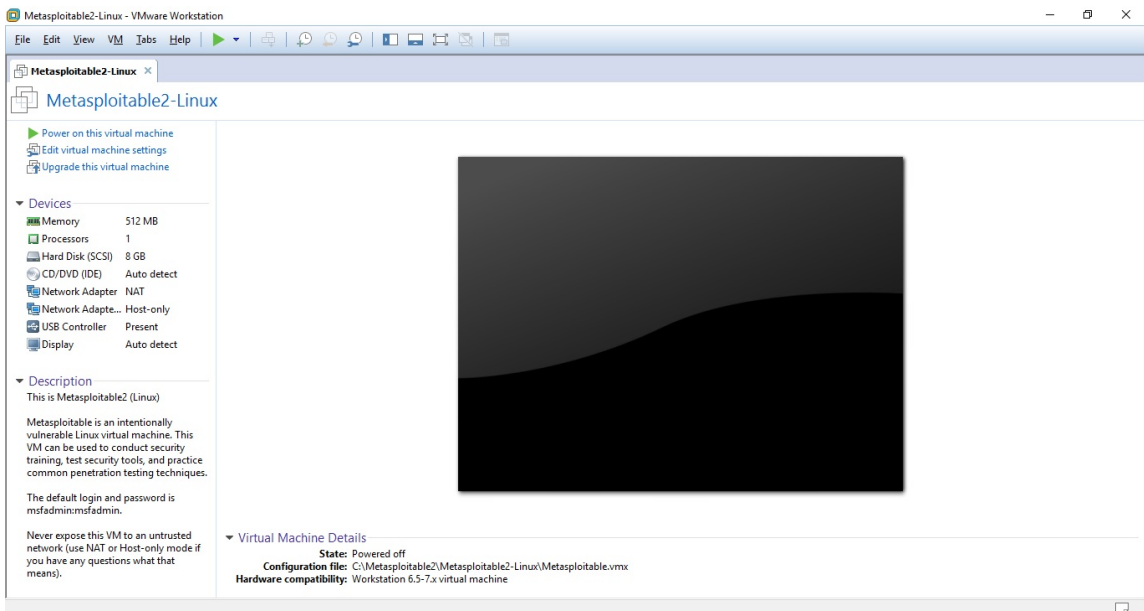 Metasploitable2-Linux - VMware Workstation
File Edit View VM Tabs Help
Metasploitable2-Linux
Metasploitable2-Linux
Power on this virtual machine
Edit virtual machine settings
Upgrade this virtual machine
Devices
Memory 512 MB
Processors 1
Hard Disk (SCSI) 8 GB
CD/DVD (IDE) Auto detect
Network Adapter NAT
Network Adapte... Host-only
USB Controller Present
Display Auto detect
Description
This is Metasploitable2 (Linux)
Metasploitable is an intentionally
vulnerable Linux virtual machine. This
VM can be used to conduct security
training, test security tools, and practice
common penetration testing techniques.
The default login and password is
msfadmin:msfadmin.
Never expose this VM to an untrusted
network (use NAT or Host-only mode if
you have any questions what that
means).
Virtual Machine Details
State: Powered off
Configuration file: C:\Metasploitable2\Metasploitable2-Linux\Metasploitable.vmx
Hardware compatibility: Workstation 6.5-7.x virtual machine